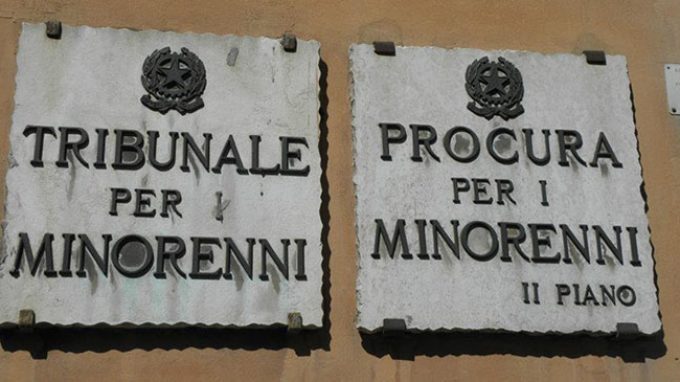 TRIBUNALE
PER I
MINORENNI
PROCURA
PER I
MINORENNI
II PIANO